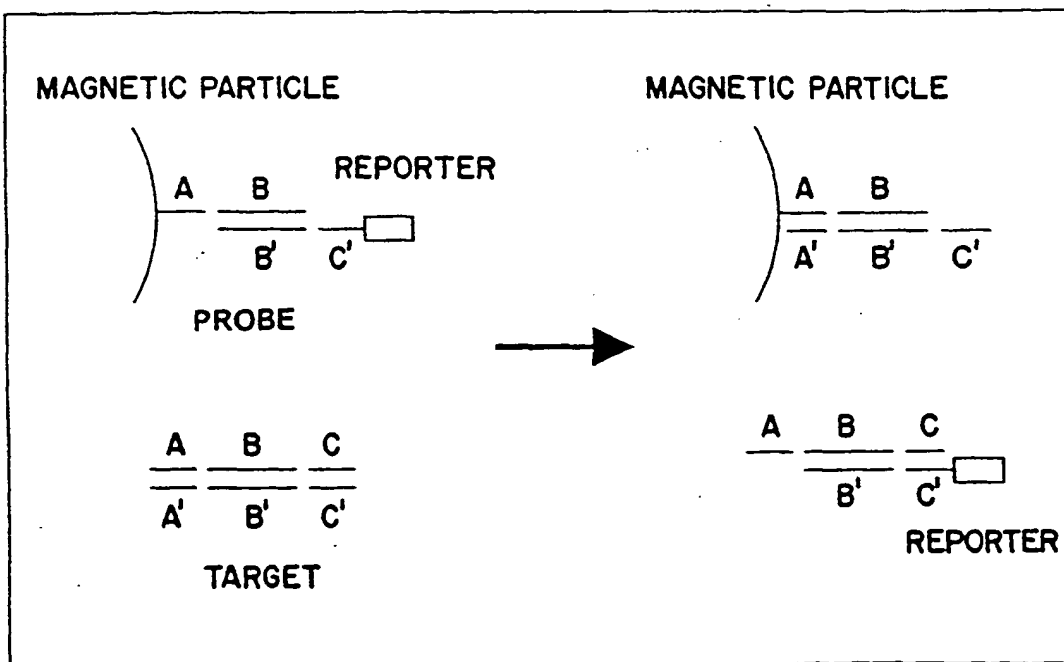 MAGNETIC PARTICLE
A B REPORTER
B' C'
PROBE
A B C
A' B' C'
TARGET
MAGNETIC PARTICLE
A B
A' B' C'
A B C
B' C'
REPORTER